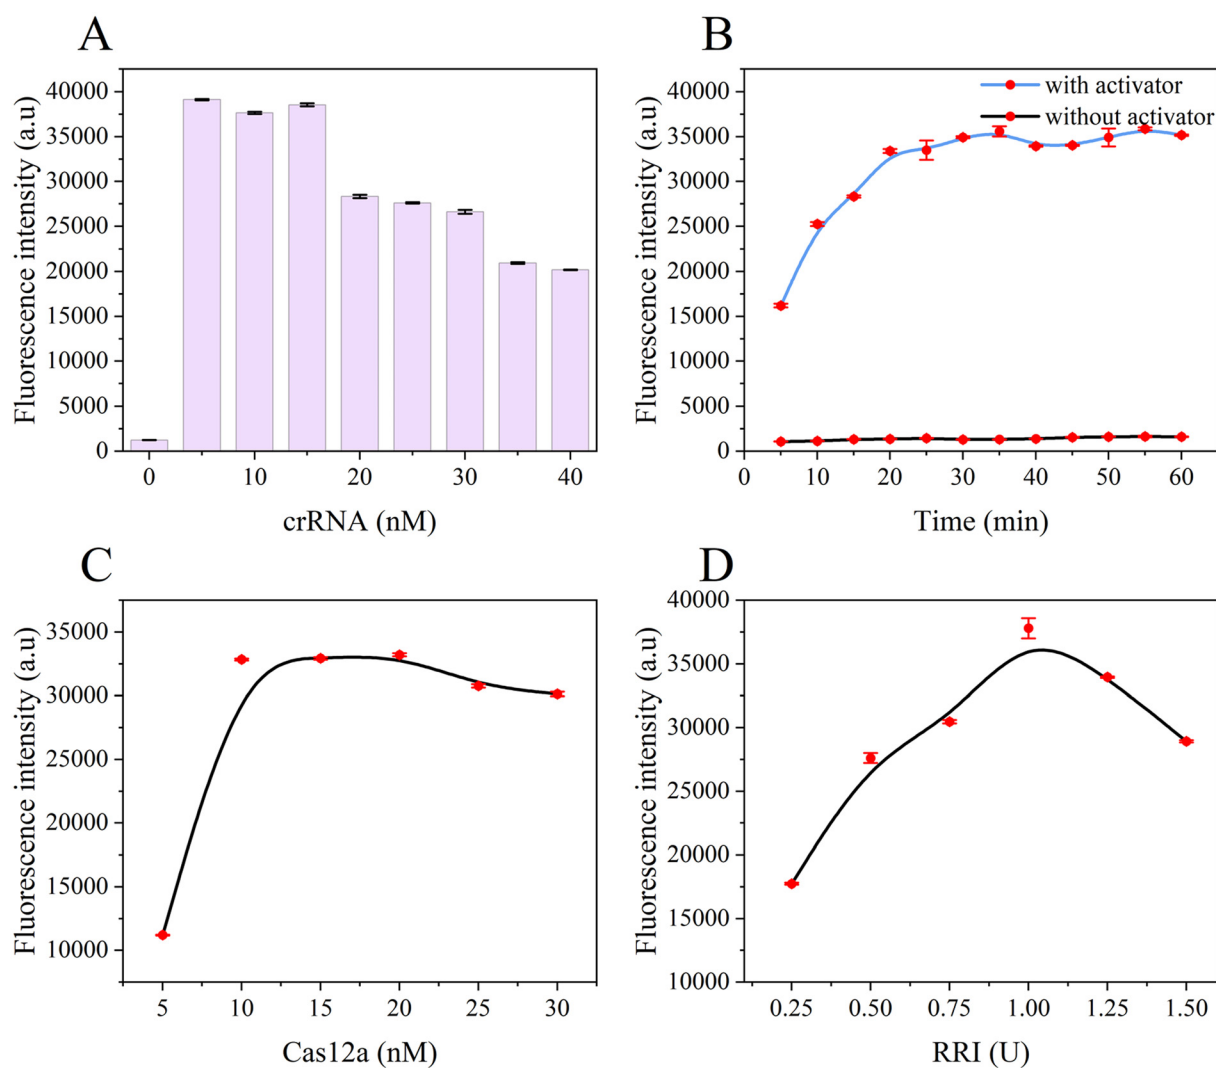 A
Fluorescence intensity (a.u)
40000
35000
30000
25000
20000
15000
10000
5000
0
0 10 20 30 40
crRNA (nM)
B
Fluorescence intensity (a.u)
with activator
without activator
40000
35000
30000
25000
20000
15000
10000
5000
0
0 10 20 30 40 50 60
Time (min)
C
Fluorescence intensity (a.u)
35000
30000
25000
20000
15000
10000
5 10 15 20 25 30
Cas12a (nM)
D
Fluorescence intensity (a.u)
40000
35000
30000
25000
20000
15000
10000
0.25 0.50 0.75 1.00 1.25 1.50
RRI (U)